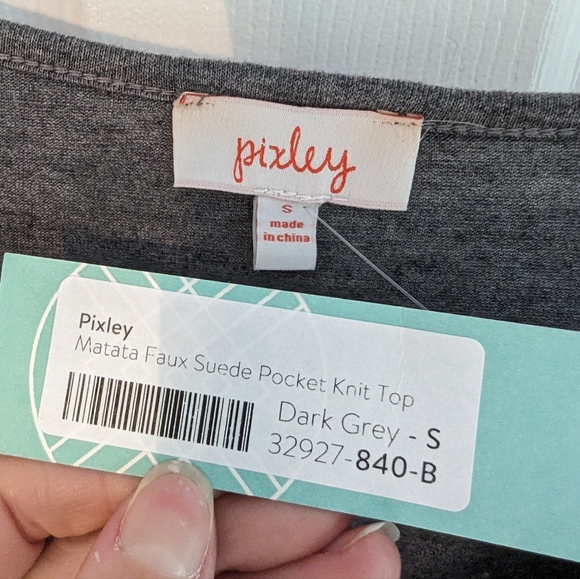 pixley
S
made
in china
Pixley
Matata Faux Suede Pocket Knit Top
Dark Grey - S
32927-840-B